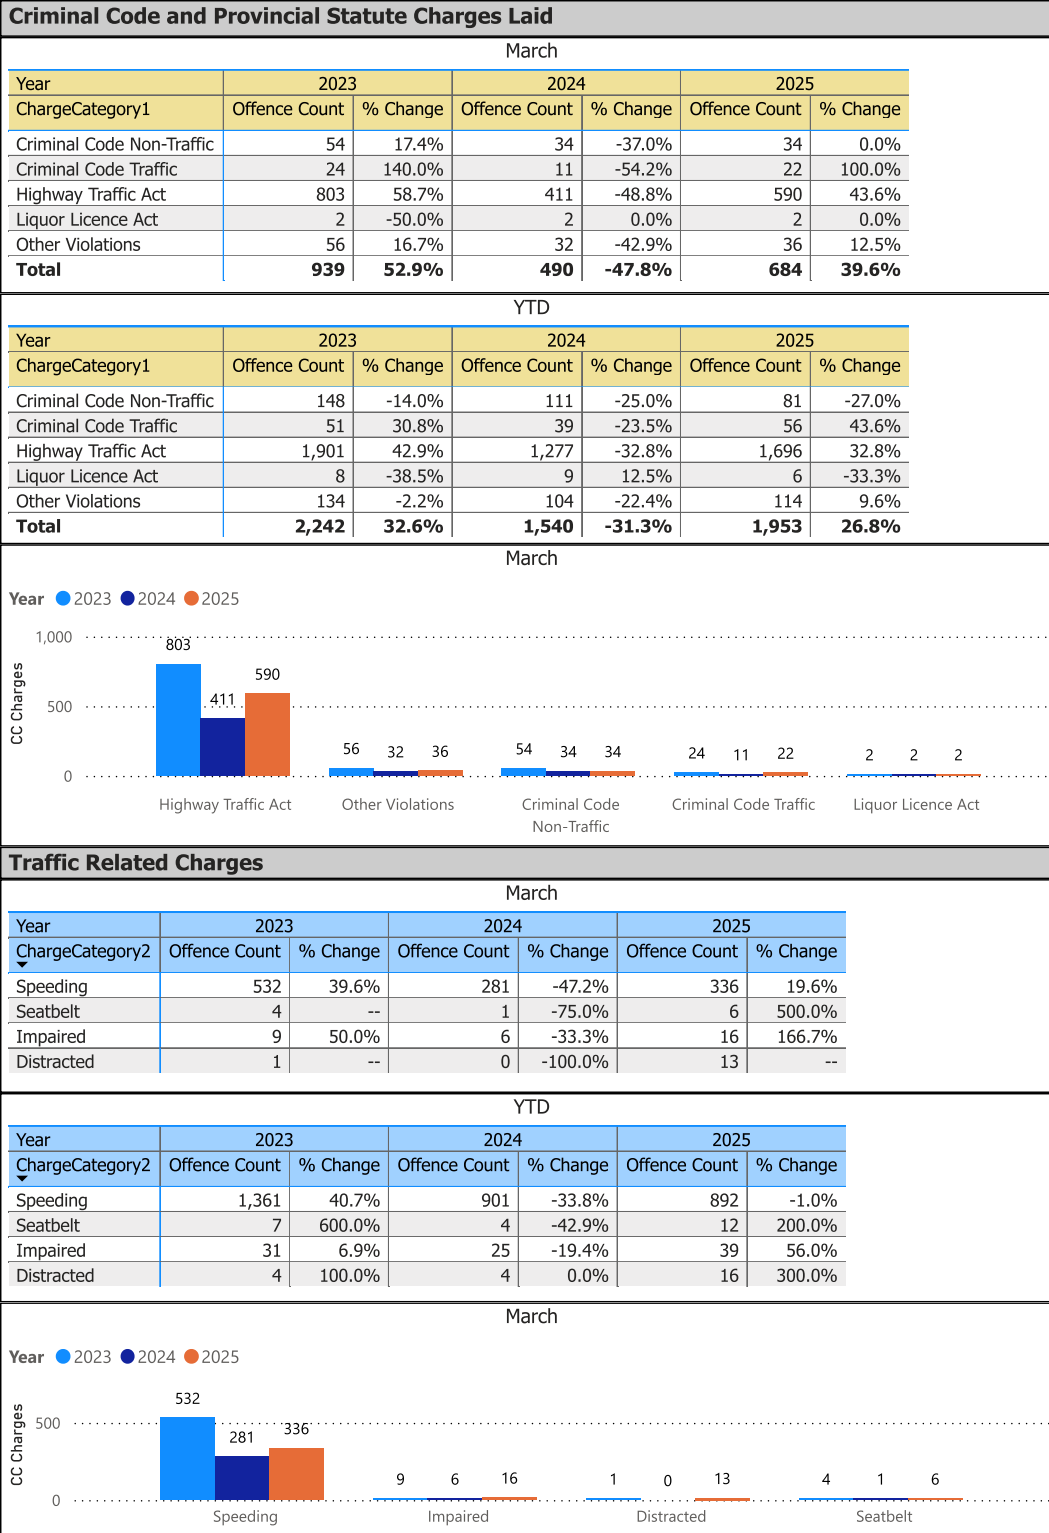 Criminal Code and Provincial Statute Charges Laid
March
Year 2023 2024 2025
ChargeCategory1 Offence Count % Change Offence Count % Change Offence Count % Change
Criminal Code Non-Traffic 54 17.4% 34 -37.0% 34 0.0%
Criminal Code Traffic 24 140.0% 11 -54.2% 22 100.0%
Highway Traffic Act 803 58.7% 411 -48.8% 590 43.6%
Liquor Licence Act 2 -50.0% 2 0.0% 2 0.0%
Other Violations 56 16.7% 32 -42.9% 36 12.5%
Total 939 52.9% 490 -47.8% 684 39.6%
YTD
Year 2023 2024 2025
ChargeCategory1 Offence Count % Change Offence Count % Change Offence Count % Change
Criminal Code Non-Traffic 148 -14.0% 111 -25.0% 81 -27.0%
Criminal Code Traffic 51 30.8% 39 -23.5% 56 43.6%
Highway Traffic Act 1,901 42.9% 1,277 -32.8% 1,696 32.8%
Liquor Licence Act 8 -38.5% 9 12.5% 6 -33.3%
Other Violations 134 -2.2% 104 -22.4% 114 9.6%
Total 2,242 32.6% 1,540 -31.3% 1,953 26.8%
March
Year 2023 2024 2025
CC Charges
1,000
500
0
803 411 590
56 32 36
54 34 34
24 11 22
2 2 2
Highway Traffic Act Other Violations Criminal Code Criminal Code Traffic Liquor Licence Act
Non-Traffic
Traffic Related Charges
March
Year 2023 2024 2025
ChargeCategory2 Offence Count % Change Offence Count % Change Offence Count % Change
Speeding 532 39.6% 281 -47.2% 336 19.6%
Seatbelt 4 -- 1 -75.0% 6 500.0%
Impaired 9 50.0% 6 -33.3% 16 166.7%
Distracted 1 -- 0 -100.0% 13 --
YTD
Year 2023 2024 2025
ChargeCategory2 Offence Count % Change Offence Count % Change Offence Count % Change
Speeding 1,361 40.7% 901 -33.8% 892 -1.0%
Seatbelt 7 600.0% 4 -42.9% 12 200.0%
Impaired 31 6.9% 25 -19.4% 39 56.0%
Distracted 4 100.0% 4 0.0% 16 300.0%
March
Year 2023 2024 2025
CC Charges
500
0
532 281 336
9 6 16
1 0 13
4 1 6
Speeding Impaired Distracted Seatbelt